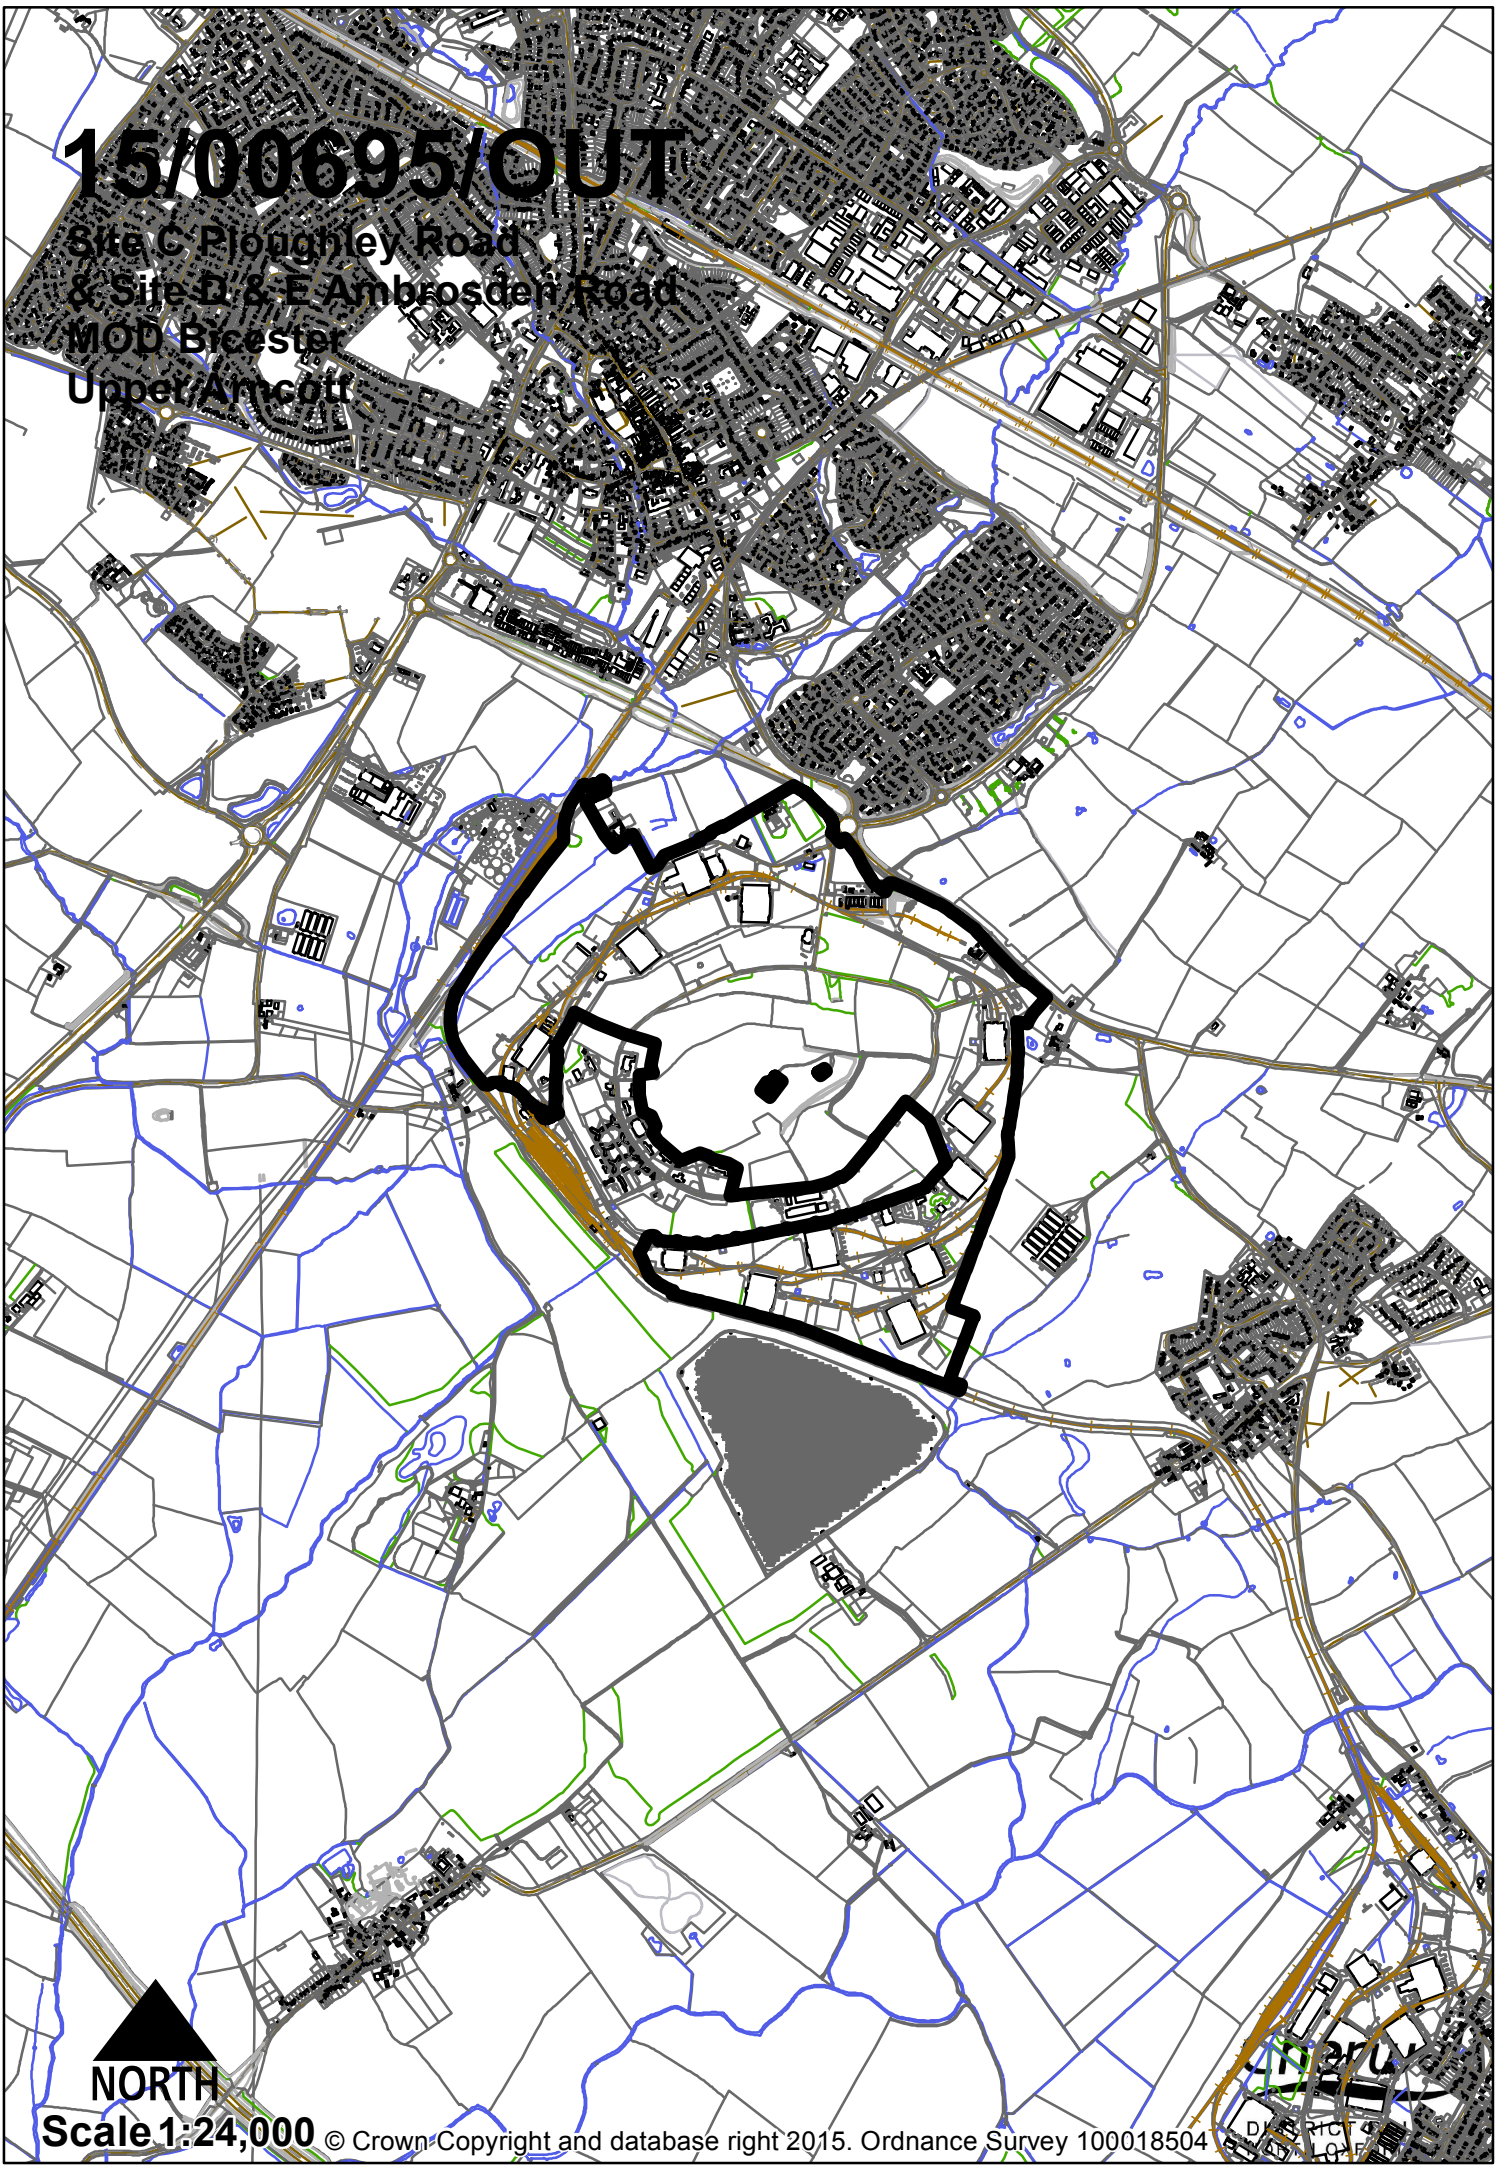 15/00695/OUT
Site C Ploughley Road
& Site D & E Ambrosden Road
MOD Bicester
Upper Arncott
NORTH
Scale 1:24,000
© Crown Copyright and database right 2015. Ordnance Survey 100018504